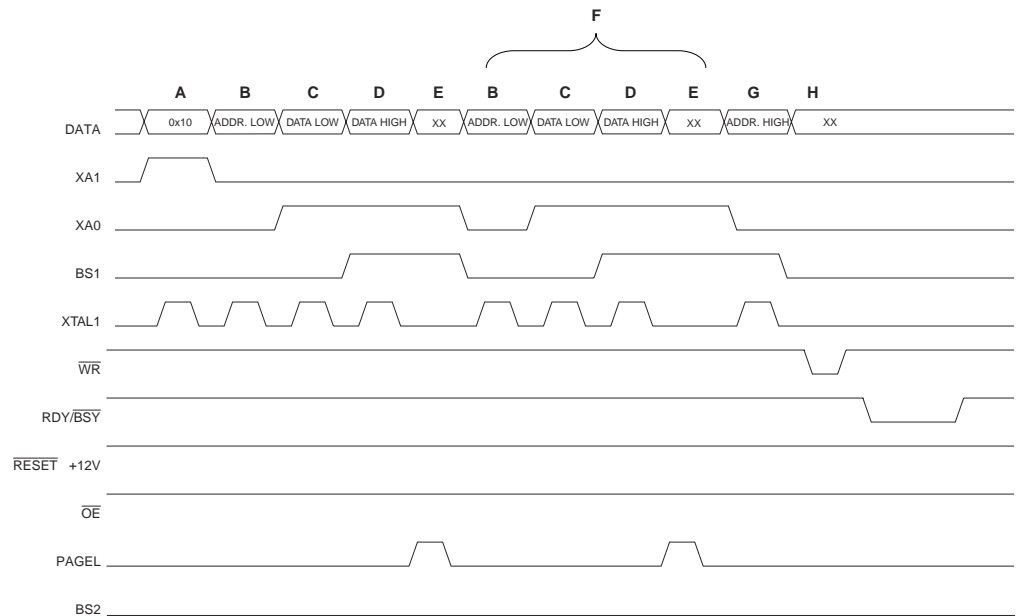 F
A B C D E B C D E G H
DATA 0x10 ADDR. LOW DATA LOW DATA HIGH XX ADDR. LOW DATA LOW DATA HIGH XX ADDR. HIGH XX
XA1
XA0
BS1
XTAL1
WR
RDY/BSY
RESET +12V
OE
PAGEL
BS2